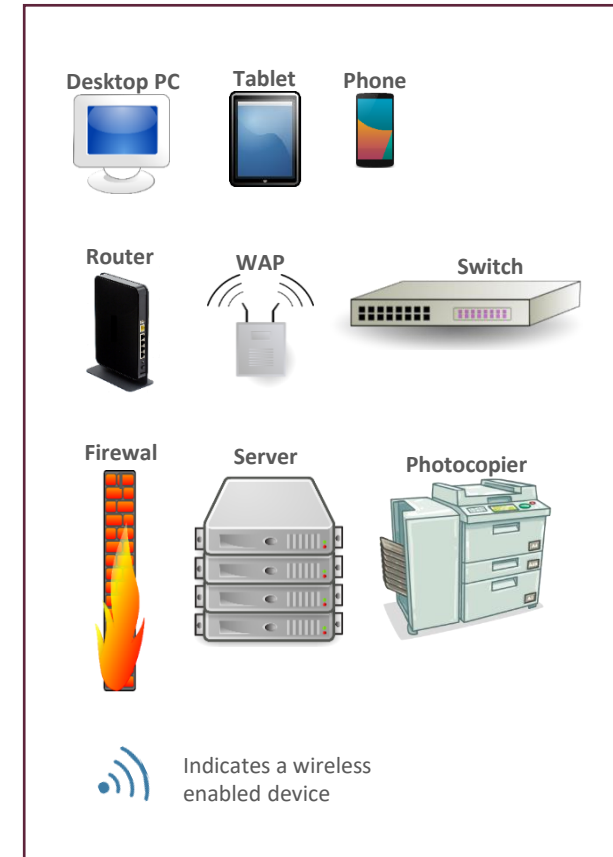 Desktop PC Tablet Phone
Router WAP Switch
Firewal Server Photocopier
Indicates a wireless
enabled device